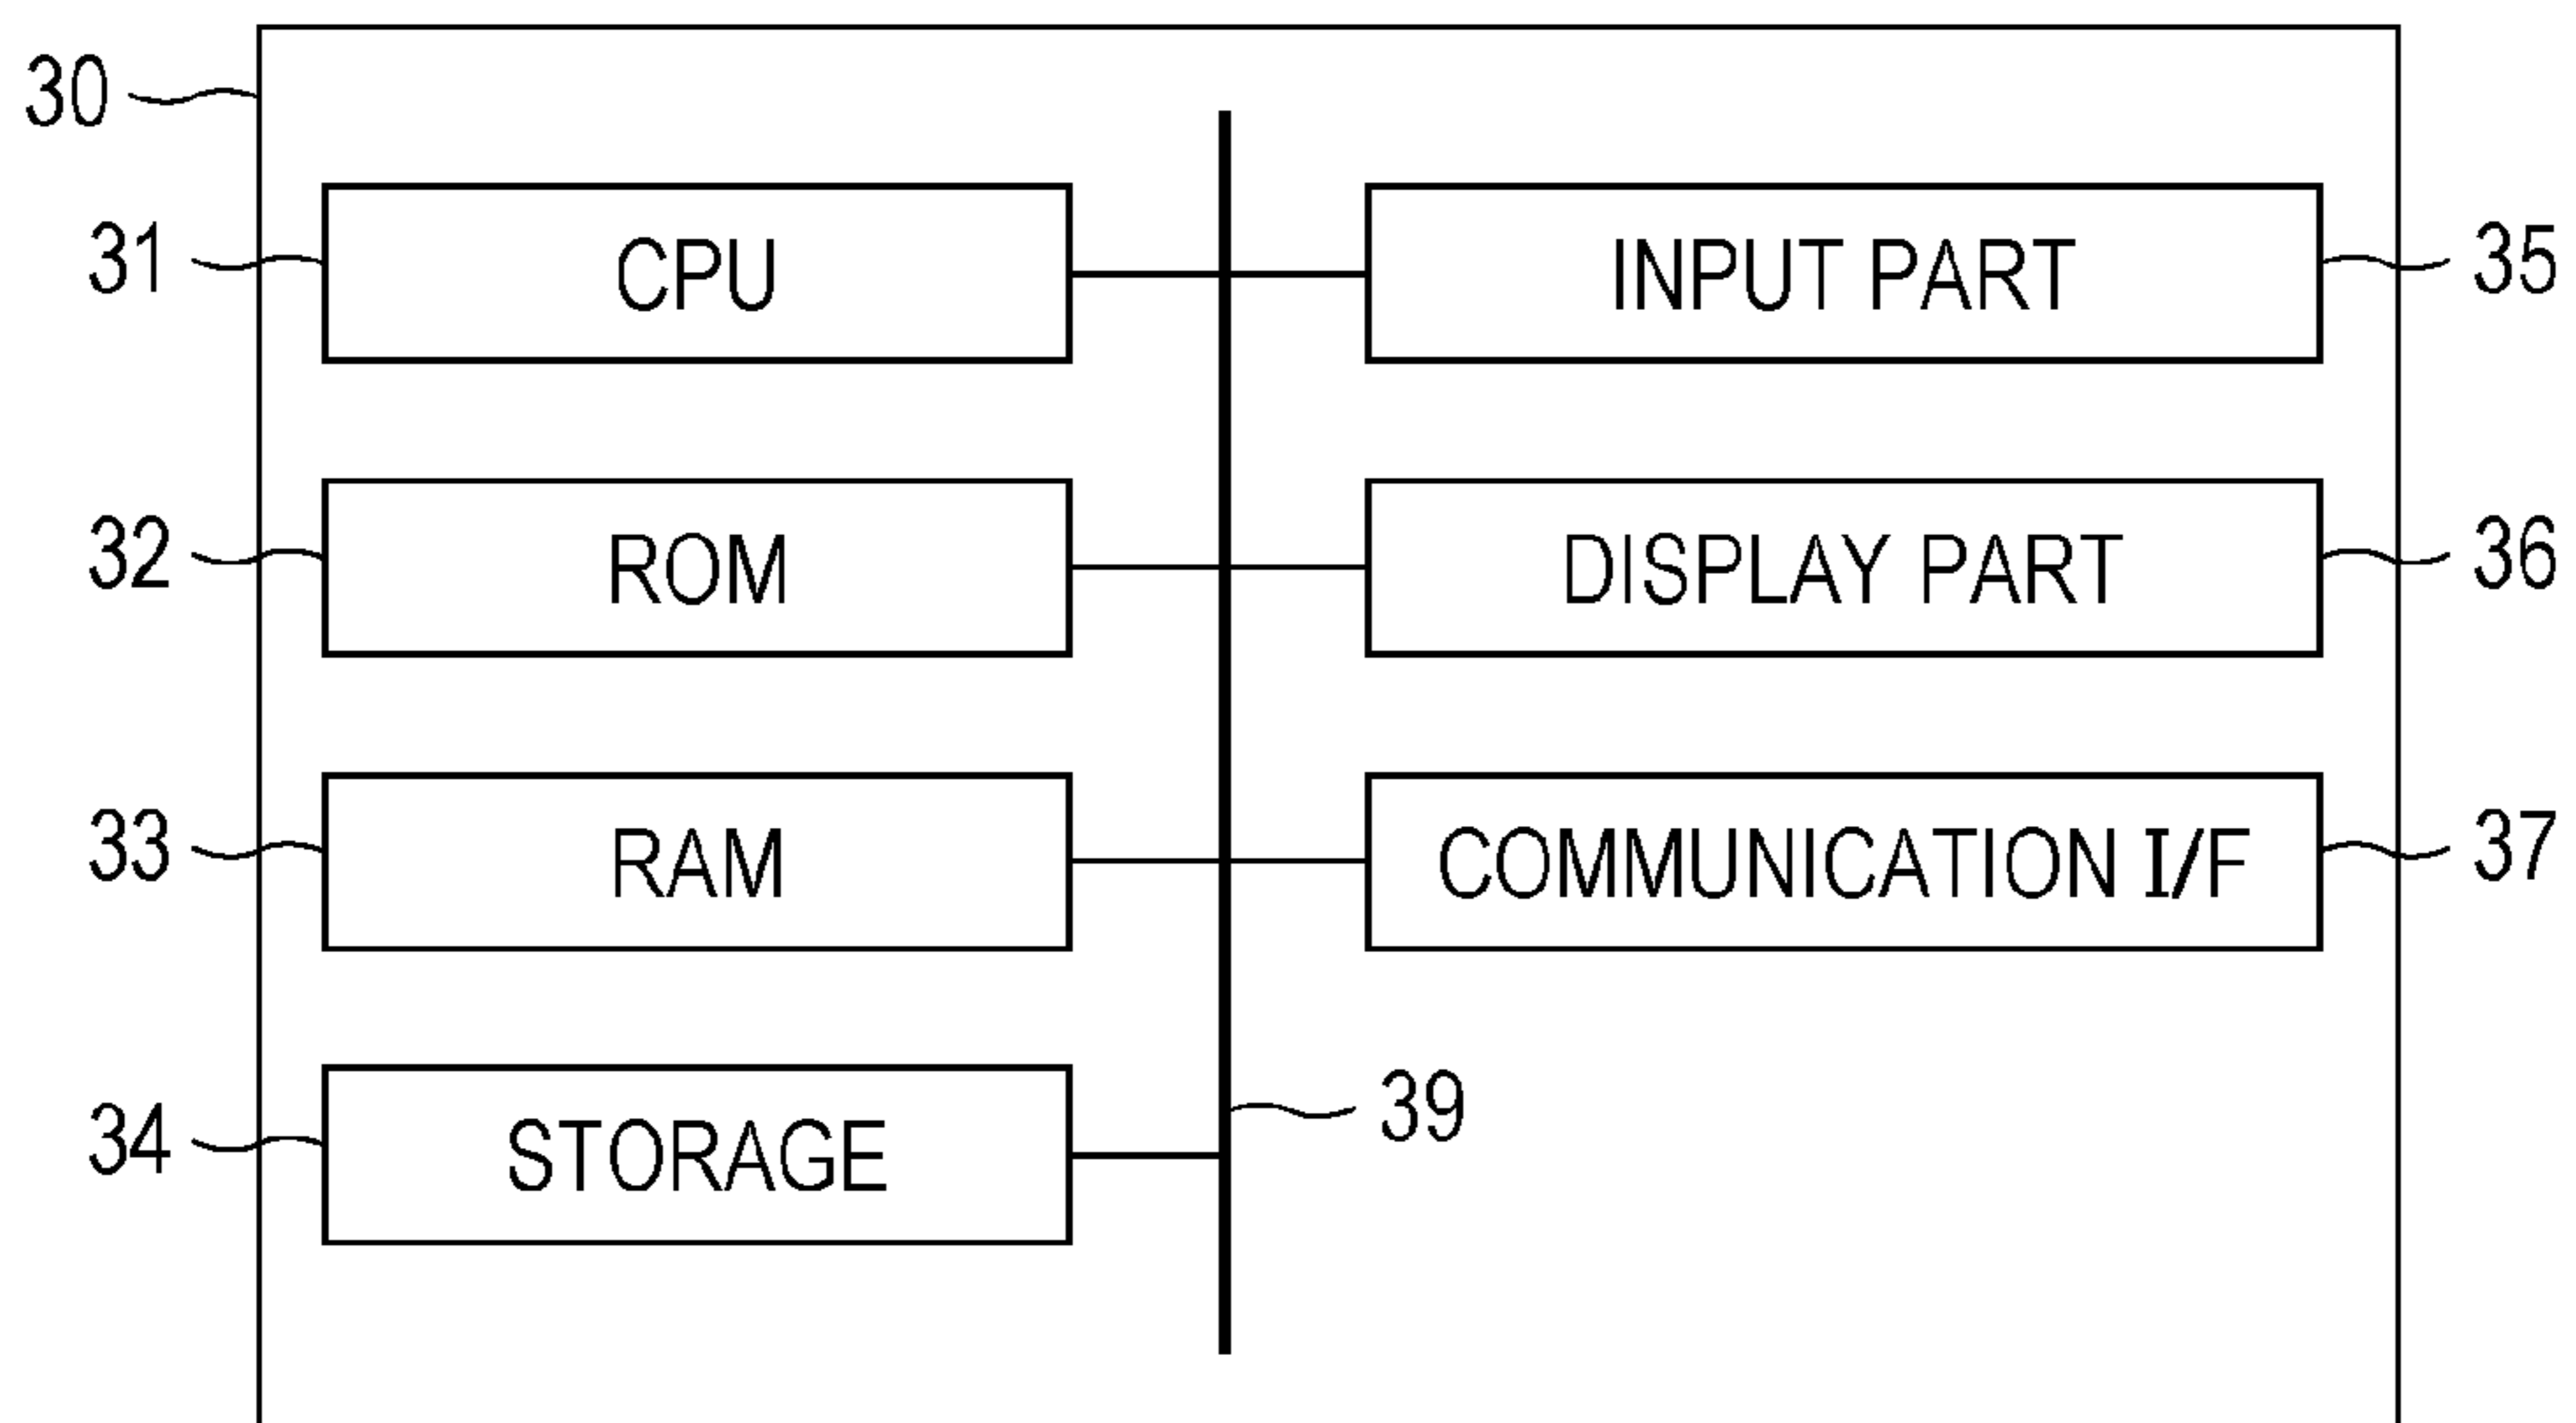 30
31 CPU INPUT PART 35
32 ROM DISPLAY PART 36
33 RAM COMMUNICATION I/F 37
34 STORAGE 39